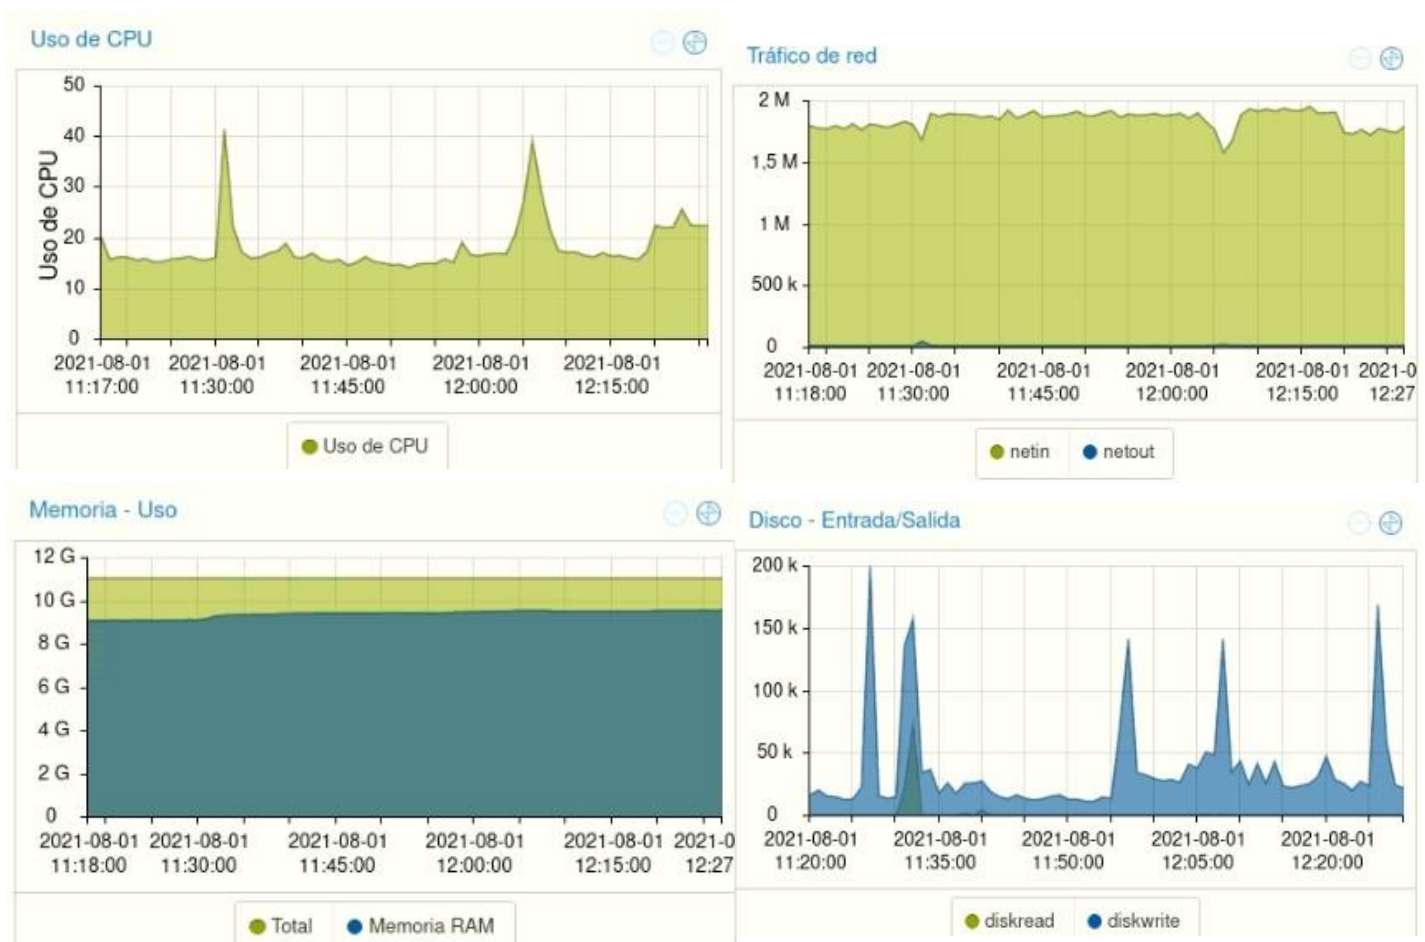 Uso de CPU
50
40
30
20
10
0
Uso de CPU
2021-08-01 2021-08-01 2021-08-01 2021-08-01 2021-08-01
11:17:00 11:30:00 11:45:00 12:00:00 12:15:00
Uso de CPU
Tráfico de red
2 M
1,5 M
1 M
500 k
0
2021-08-01 2021-08-01 2021-08-01 2021-08-01 2021-08-01 2021-0
11:18:00 11:30:00 11:45:00 12:00:00 12:15:00 12:27
netin netout
Memoria - Uso
12 G
10 G
8 G
6 G
4 G
2 G
0
2021-08-01 2021-08-01 2021-08-01 2021-08-01 2021-08-01 2021-0
11:18:00 11:30:00 11:45:00 12:00:00 12:15:00 12:27
Total Memoria RAM
Disco - Entrada/Salida
200 k
150 k
100 k
50 k
0
2021-08-01 2021-08-01 2021-08-01 2021-08-01 2021-08-01
11:20:00 11:35:00 11:50:00 12:05:00 12:20:00
diskread diskwrite